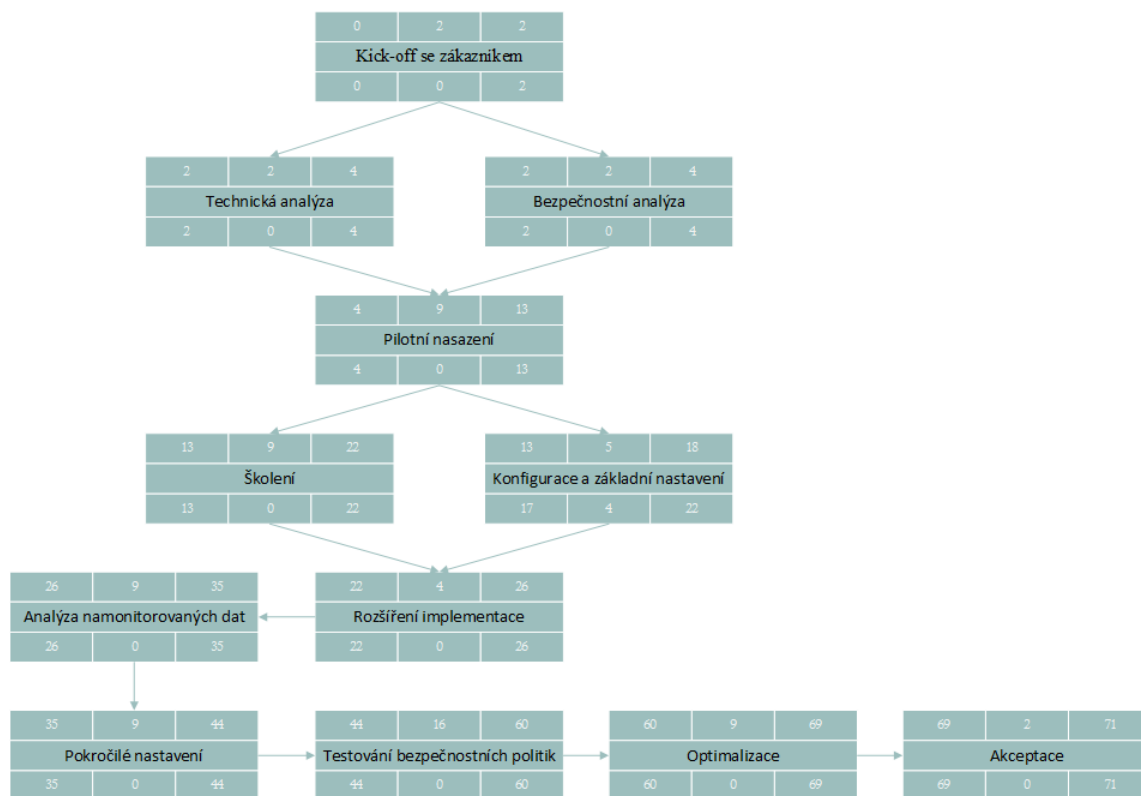 0 2 2
Kick-off se zákaznikem
0 0 2
2 2 4
Technická analýza
2 0 4
2 2 4
Bezpečnostní analýza
2 0 4
4 9 13
Pilotní nasazení
4 0 13
13 9 22
Školení
13 0 22
13 5 18
Konfigurace a základní nastavení
17 4 22
26 9 35
Analýza namonitorovaných dat
26 0 35
22 4 26
Rozšíření implementace
22 0 26
35 9 44
Pokročilé nastavení
35 0 44
44 16 60
Testování bezpečnostních politik
44 0 60
60 9 69
Optimalizace
60 0 69
69 2 71
Akceptace
69 0 71